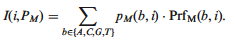 I(i,P_M) = ∑_{b∈{A,C,G,T}} p_M(b, i) · Prf_M(b, i).